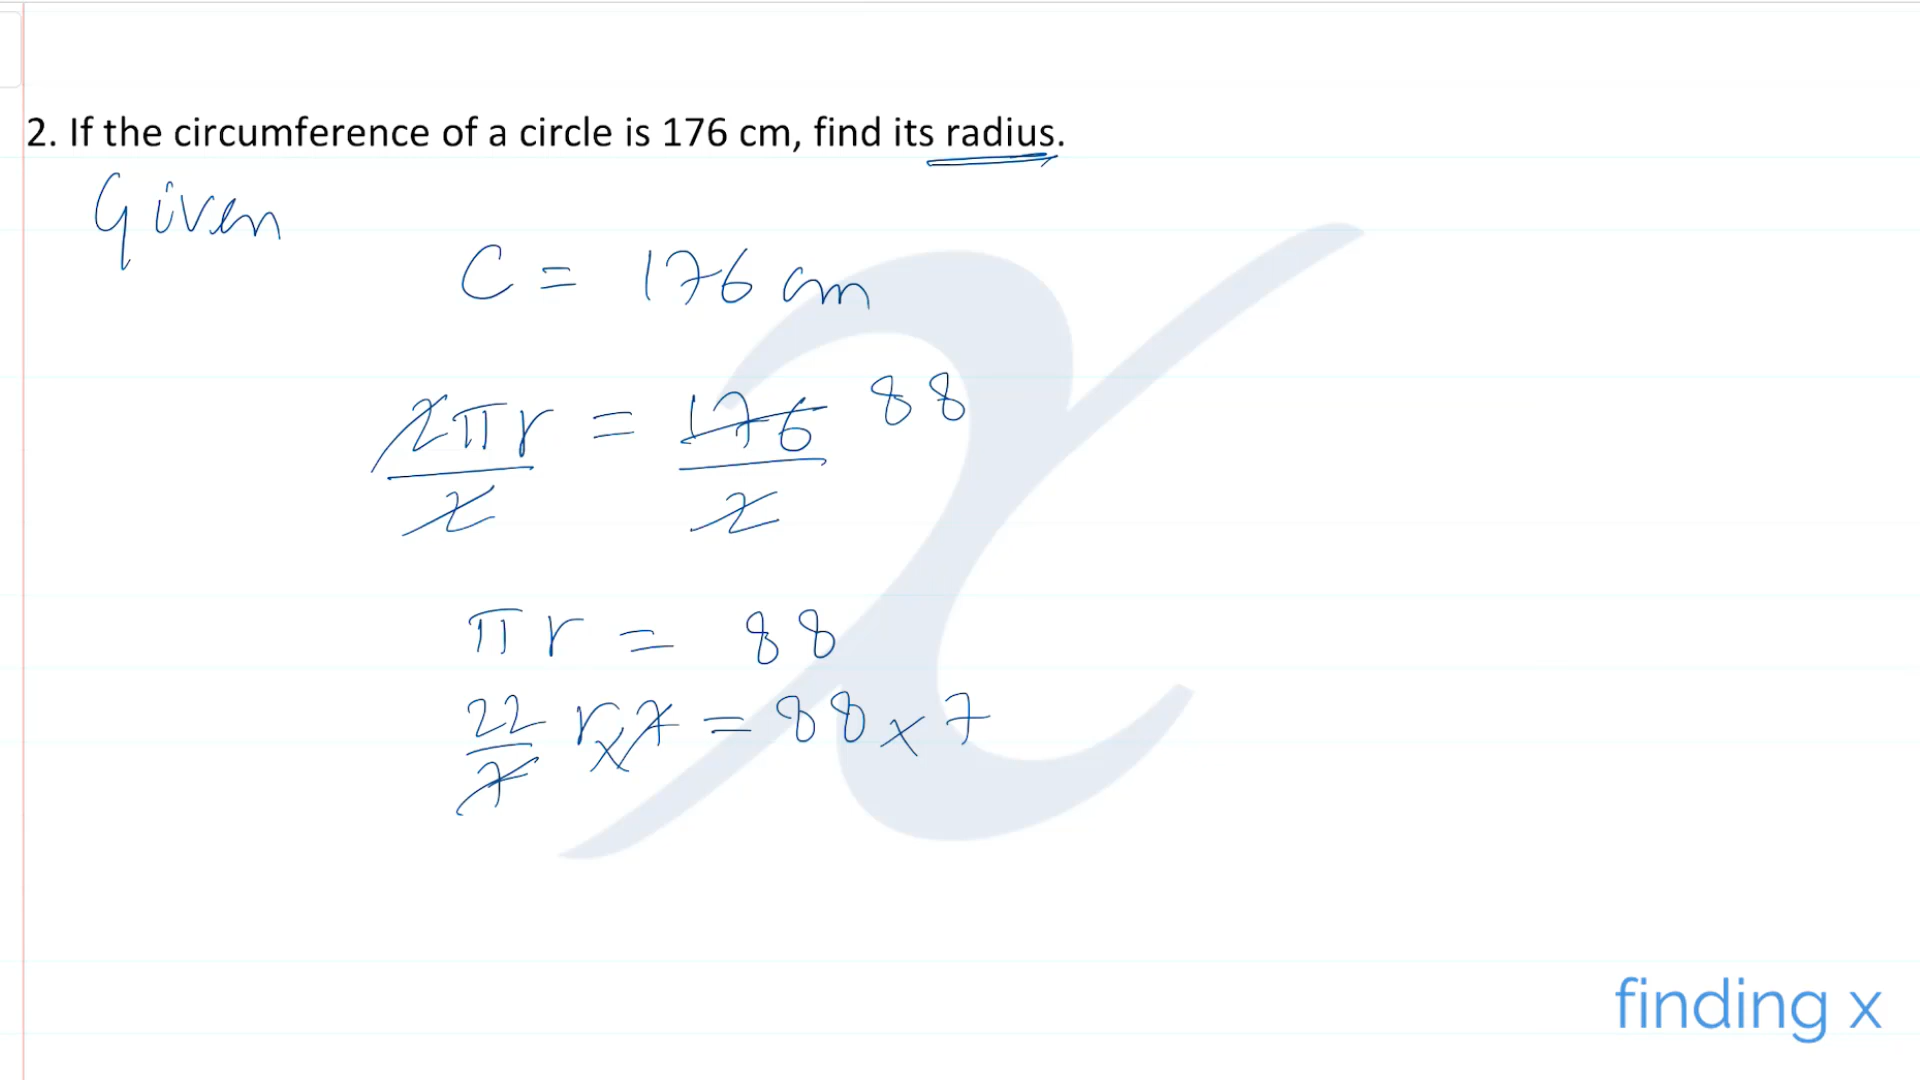 2. If the circumference of a circle is 176 cm, find its radius.
Given
C = 176 cm
2πr = 176 88
2 2
πr = 88
22 r × 7 = 88 × 7
7
finding x